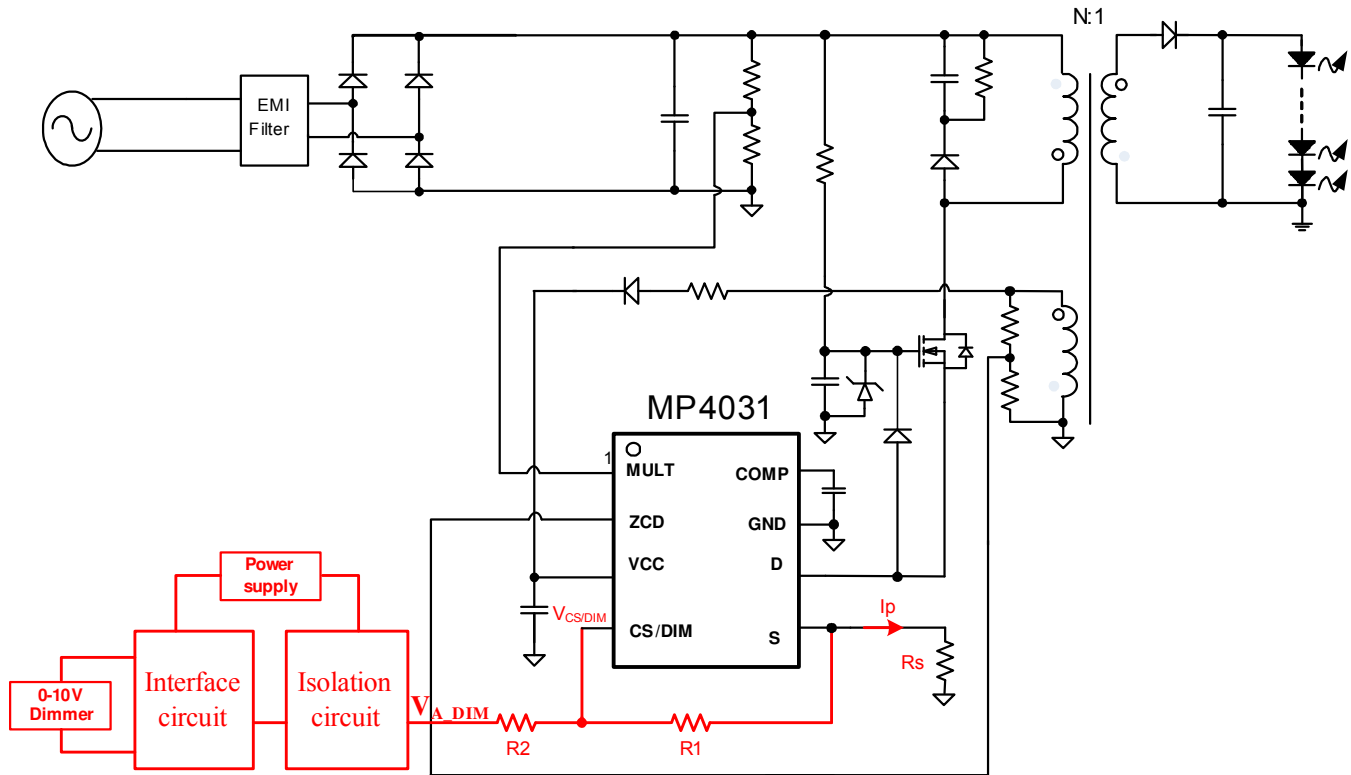 N:1
EMI
Filter
MP4031
1
MULT
COMP
ZCD
GND
VCC
D
CS/DIM
S
VCS/DIM
Ip
Rs
Power
supply
0-10V
Dimmer
Interface
circuit
Isolation
circuit
VA_DIM
R2
R1